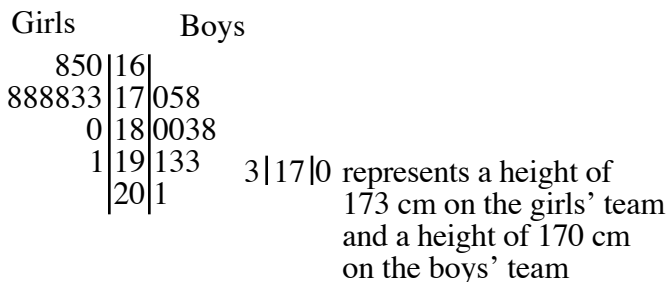 Girls Boys
850|16|
888833|17|058
0|18|0038
1|19|133
|20|1
3|17|0 represents a height of
173 cm on the girls’ team
and a height of 170 cm
on the boys’ team